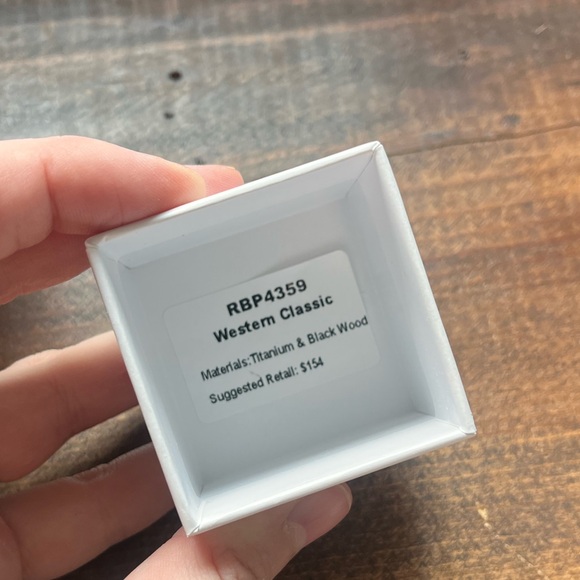 RBP4359
Western Classic
Materials:Titanium & Black Wood
Suggested Retail: $154